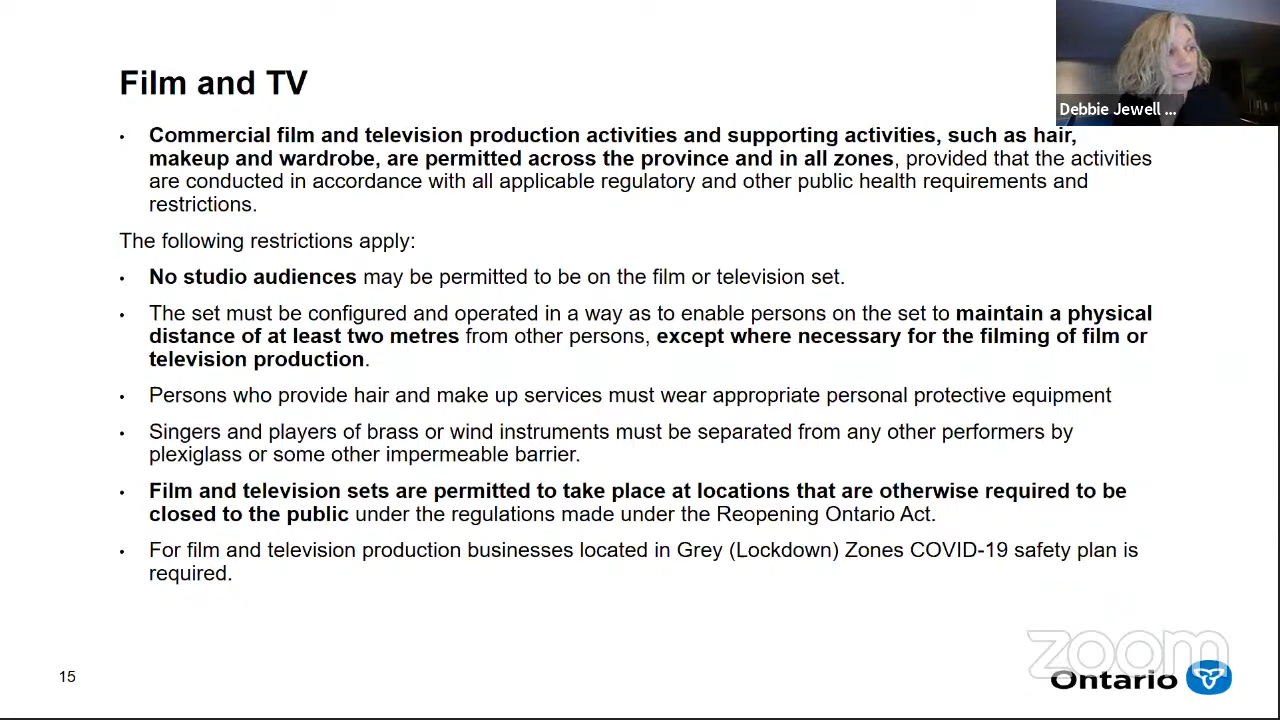 Film and TV
Debbie Jewell ...
• Commercial film and television production activities and supporting activities, such as hair,
makeup and wardrobe, are permitted across the province and in all zones, provided that the activities
are conducted in accordance with all applicable regulatory and other public health requirements and
restrictions.
The following restrictions apply:
• No studio audiences may be permitted to be on the film or television set.
• The set must be configured and operated in a way as to enable persons on the set to maintain a physical
distance of at least two metres from other persons, except where necessary for the filming of film or
television production.
• Persons who provide hair and make up services must wear appropriate personal protective equipment
• Singers and players of brass or wind instruments must be separated from any other performers by
plexiglass or some other impermeable barrier.
• Film and television sets are permitted to take place at locations that are otherwise required to be
closed to the public under the regulations made under the Reopening Ontario Act.
• For film and television production businesses located in Grey (Lockdown) Zones COVID-19 safety plan is
required.
zoom
15
Ontario